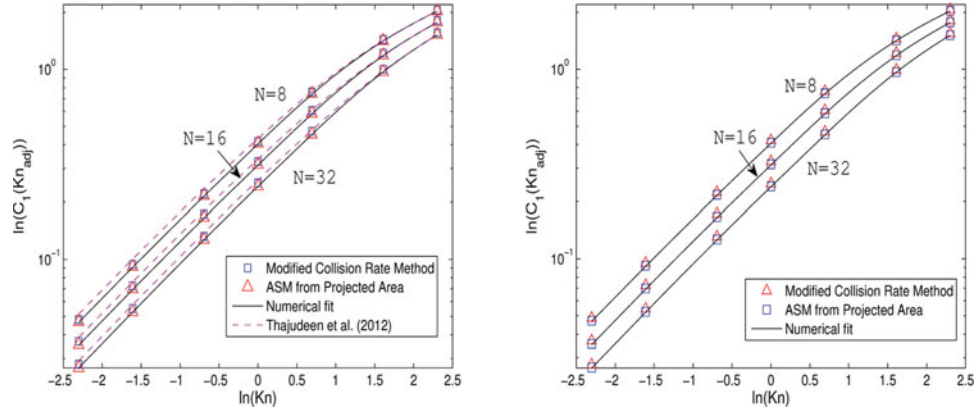 10^0
10^-1
ln(C_1(Kn_adj))
N=8
N=16
N=32
Modified Collision Rate Method
ASM from Projected Area
Numerical fit
Thajudeen et al. (2012)
−2.5 −2 −1.5 −1 −0.5 0 0.5 1 1.5 2 2.5
ln(Kn)
10^0
10^-1
ln(C_1(Kn_adj))
N=8
N=16
N=32
Modified Collision Rate Method
ASM from Projected Area
Numerical fit
−2.5 −2 −1.5 −1 −0.5 0 0.5 1 1.5 2 2.5
ln(Kn)